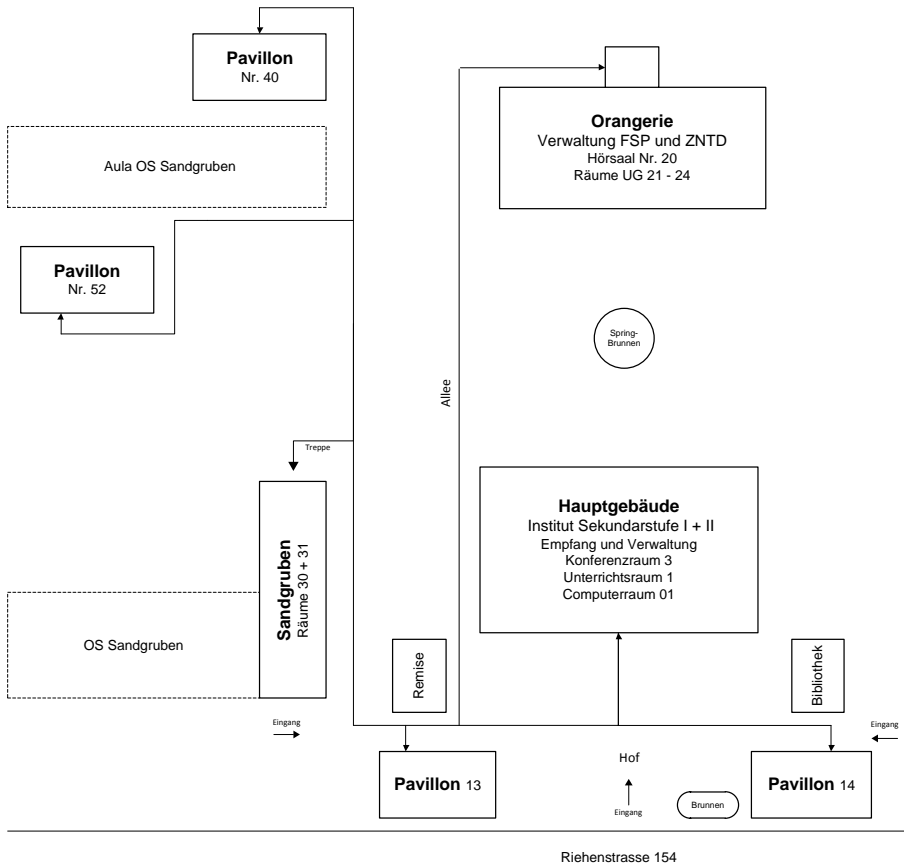 Pavillon
Nr. 40
Orangerie
Verwaltung FSP und ZNTD
Hörsaal Nr. 20
Räume UG 21 - 24
Aula OS Sandgruben
Pavillon
Nr. 52
Spring-
Brunnen
Allee
Treppe
Hauptgebäude
Institut Sekundarstufe I + II
Empfang und Verwaltung
Konferenzraum 3
Unterrichtsraum 1
Computerraum 01
Sandgruben
Räume 30 + 31
OS Sandgruben
Remise
Bibliothek
Eingang
Eingang
Pavillon 13
Hof
Eingang
Brunnen
Pavillon 14
Riehenstrasse 154